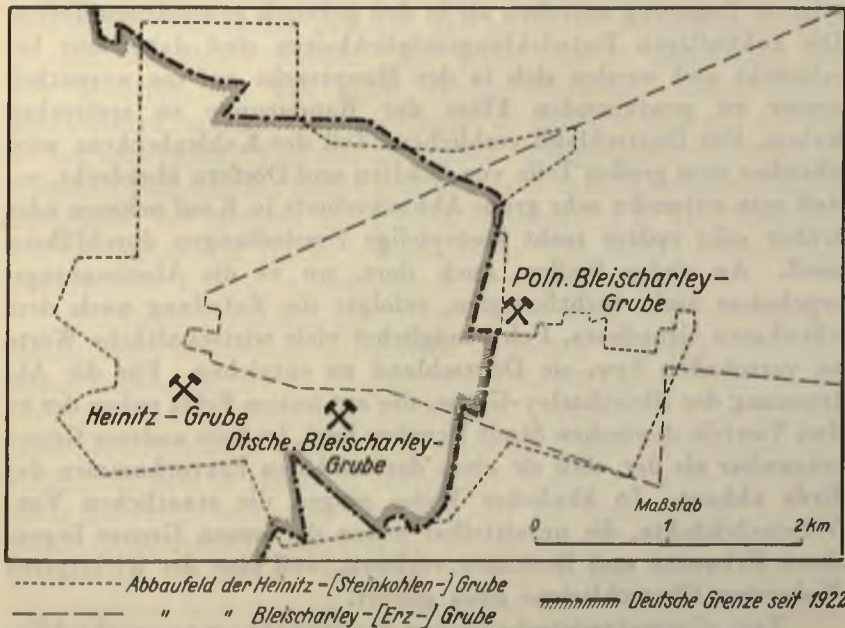 Poln. Bleischarley-
Grube
Heinitz - Grube
Dtsche. Bleischarley-
Grube
Maßstab
0 1 2 km
Abbaufeld der Heinitz-[Steinkohlen-] Grube
" " Bleischarley-[Erz-] Grube
Deutsche Grenze seit 1922